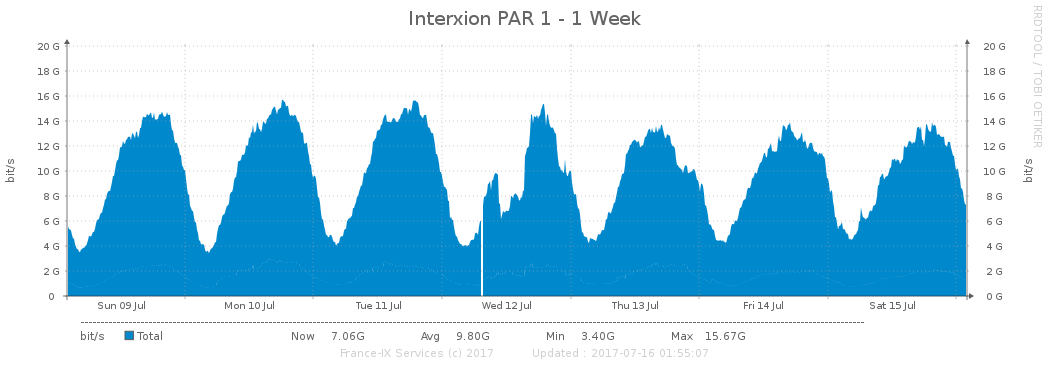 Interxion PAR 1 - 1 Week
RRDTOOL / TOBI OETIKER
bit/s
20 G 20 G
18 G 18 G
16 G 16 G
14 G 14 G
12 G 12 G
10 G 10 G
8 G 8 G
6 G 6 G
4 G 4 G
2 G 2 G
0 0 G
bit/s
Sun 09 Jul Mon 10 Jul Tue 11 Jul Wed 12 Jul Thu 13 Jul Fri 14 Jul Sat 15 Jul
bit/s Total Now 7.06G Avg 9.80G Min 3.40G Max 15.67G
France-IX Services (c) 2017 Updated : 2017-07-16 01:55:07